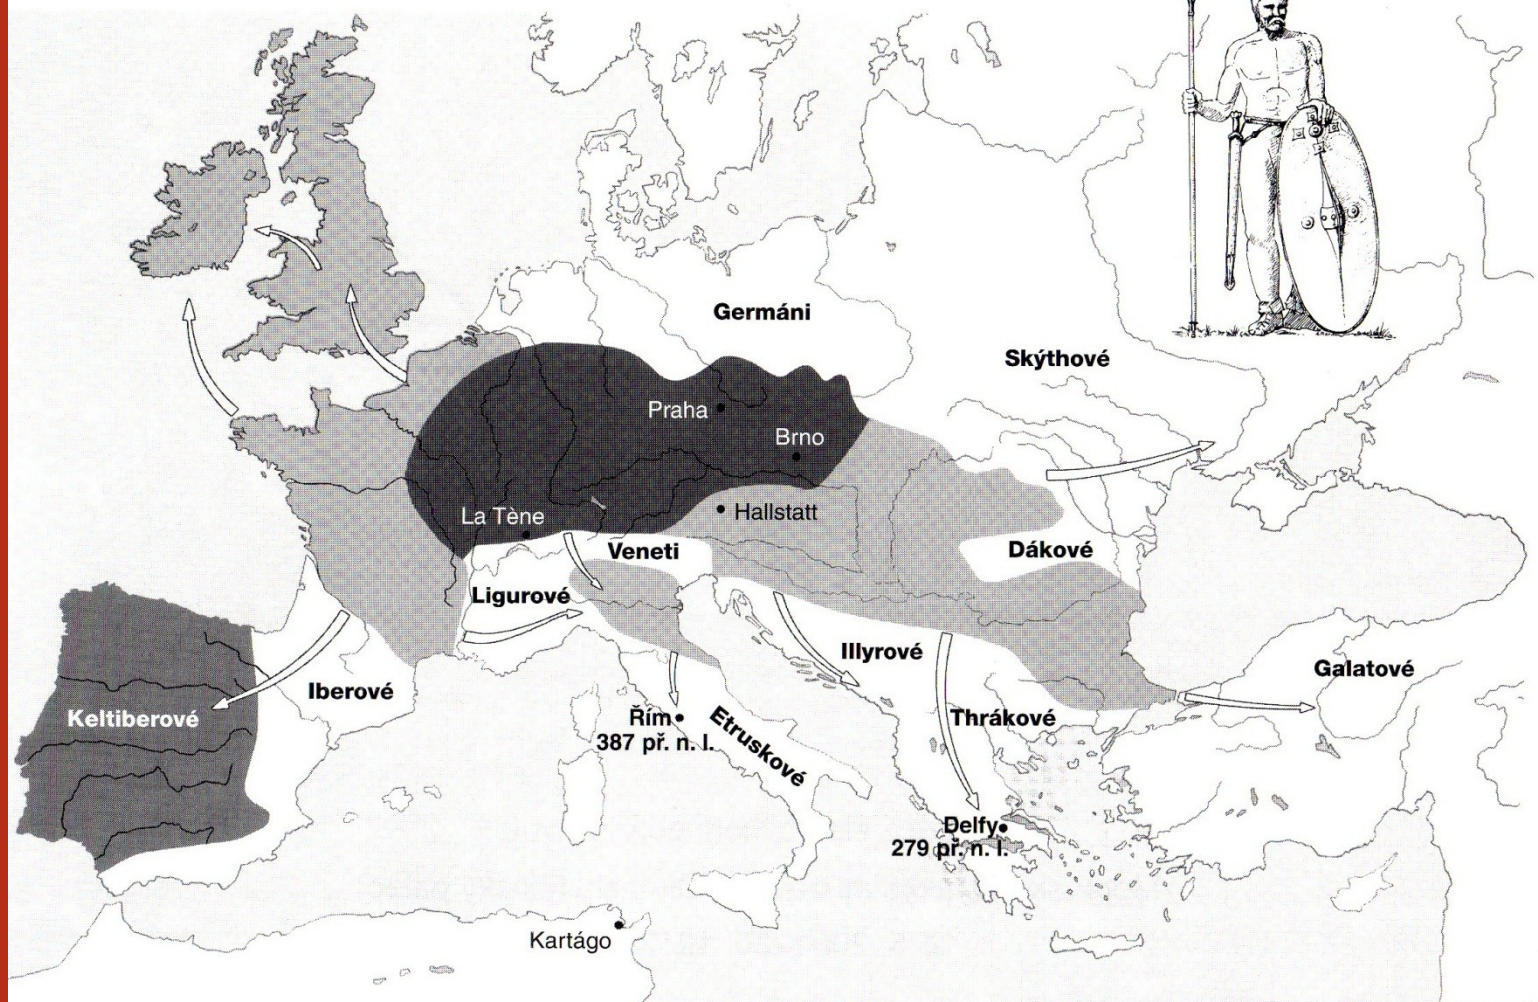 Germáni
Skýthové
Praha
Brno
La Tène
Hallstatt
Veneti
Dákové
Ligurové
Illyrové
Galatové
Iberové
Keltiberové
Řím
387 př. n. l.
Etruskové
Thrákové
Delfy
279 př. n. l.
Kartágo